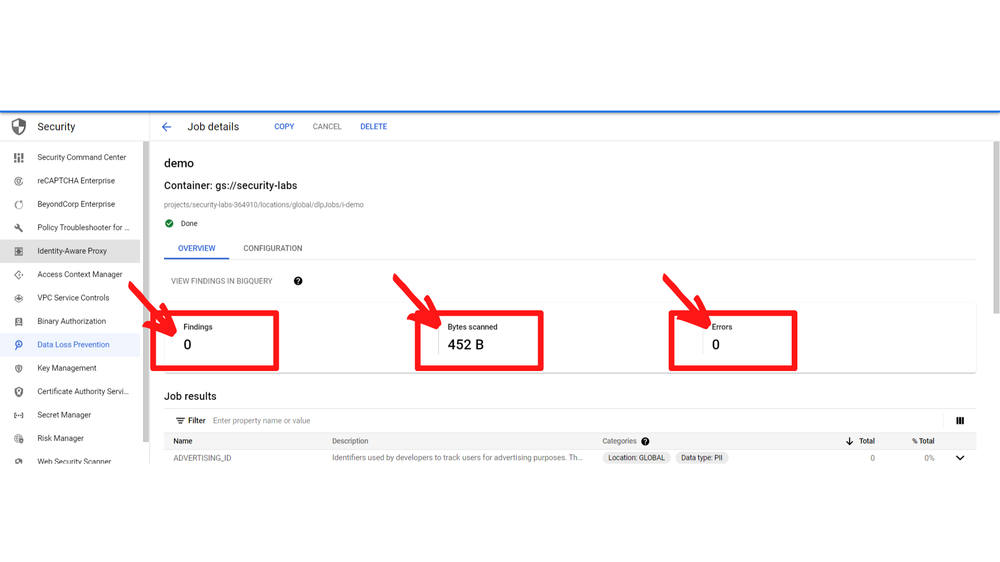 Security
Job details COPY CANCEL DELETE
Security Command Center
reCAPTCHA Enterprise
BeyondCorp Enterprise
Policy Troubleshooter for ...
Identity-Aware Proxy
Access Context Manager
VPC Service Controls
Binary Authorization
Data Loss Prevention
Key Management
Certificate Authority Servi...
Secret Manager
Risk Manager
Web Security Scanner
demo
Container: gs://security-labs
projects/security-labs-364910/locations/global/dlpJobs/i-demo
Done
OVERVIEW CONFIGURATION
VIEW FINDINGS IN BIGQUERY ?
Findings
0
Bytes scanned
452 B
Errors
0
Job results
Filter Enter property name or value
Name Description Categories ? Total % Total
ADVERTISING_ID Identifiers used by developers to track users for advertising purposes. Th... Location: GLOBAL Data type: PII 0 0%